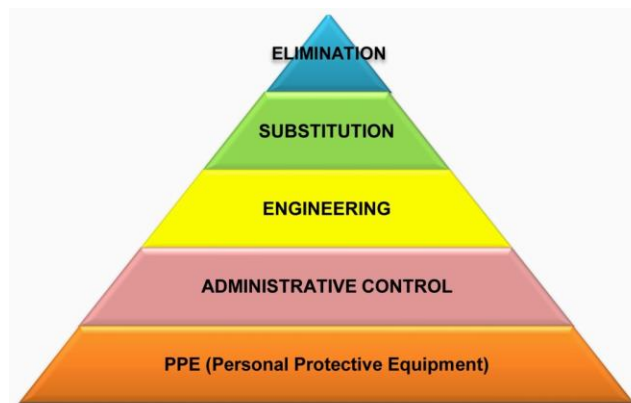 ELIMINATION
SUBSTITUTION
ENGINEERING
ADMINISTRATIVE CONTROL
PPE (Personal Protective Equipment)